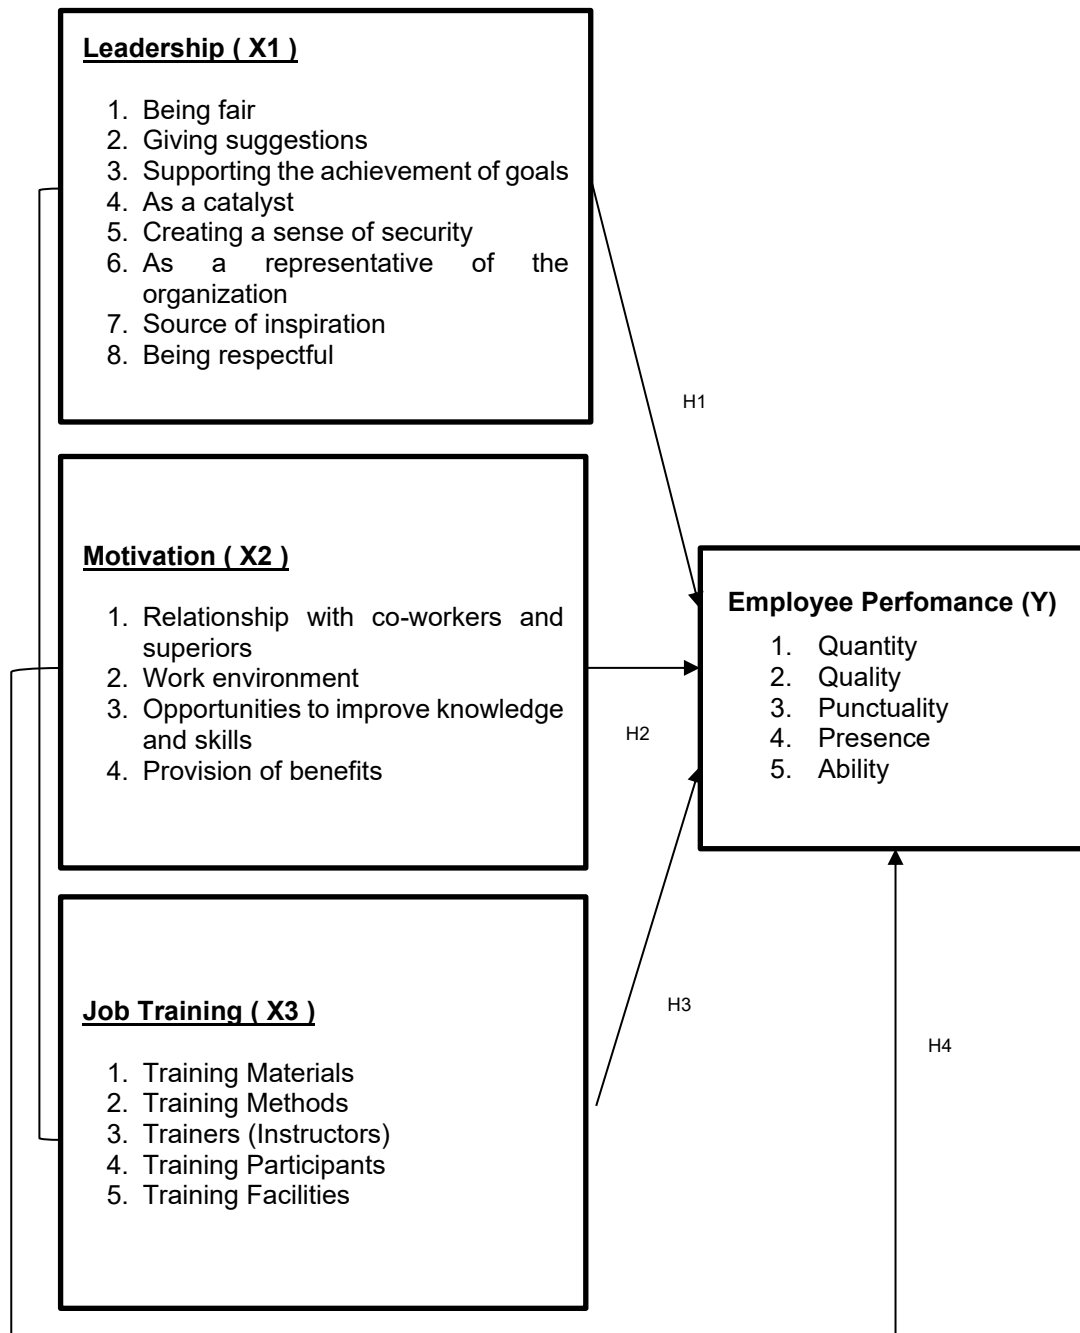 Leadership ( X1 )
1. Being fair
2. Giving suggestions
3. Supporting the achievement of goals
4. As a catalyst
5. Creating a sense of security
6. As a representative of the
organization
7. Source of inspiration
8. Being respectful
H1
Motivation ( X2 )
1. Relationship with co-workers and
superiors
2. Work environment
3. Opportunities to improve knowledge
and skills
4. Provision of benefits
H2
Employee Perfomance (Y)
1. Quantity
2. Quality
3. Punctuality
4. Presence
5. Ability
Job Training ( X3 )
1. Training Materials
2. Training Methods
3. Trainers (Instructors)
4. Training Participants
5. Training Facilities
H3
H4